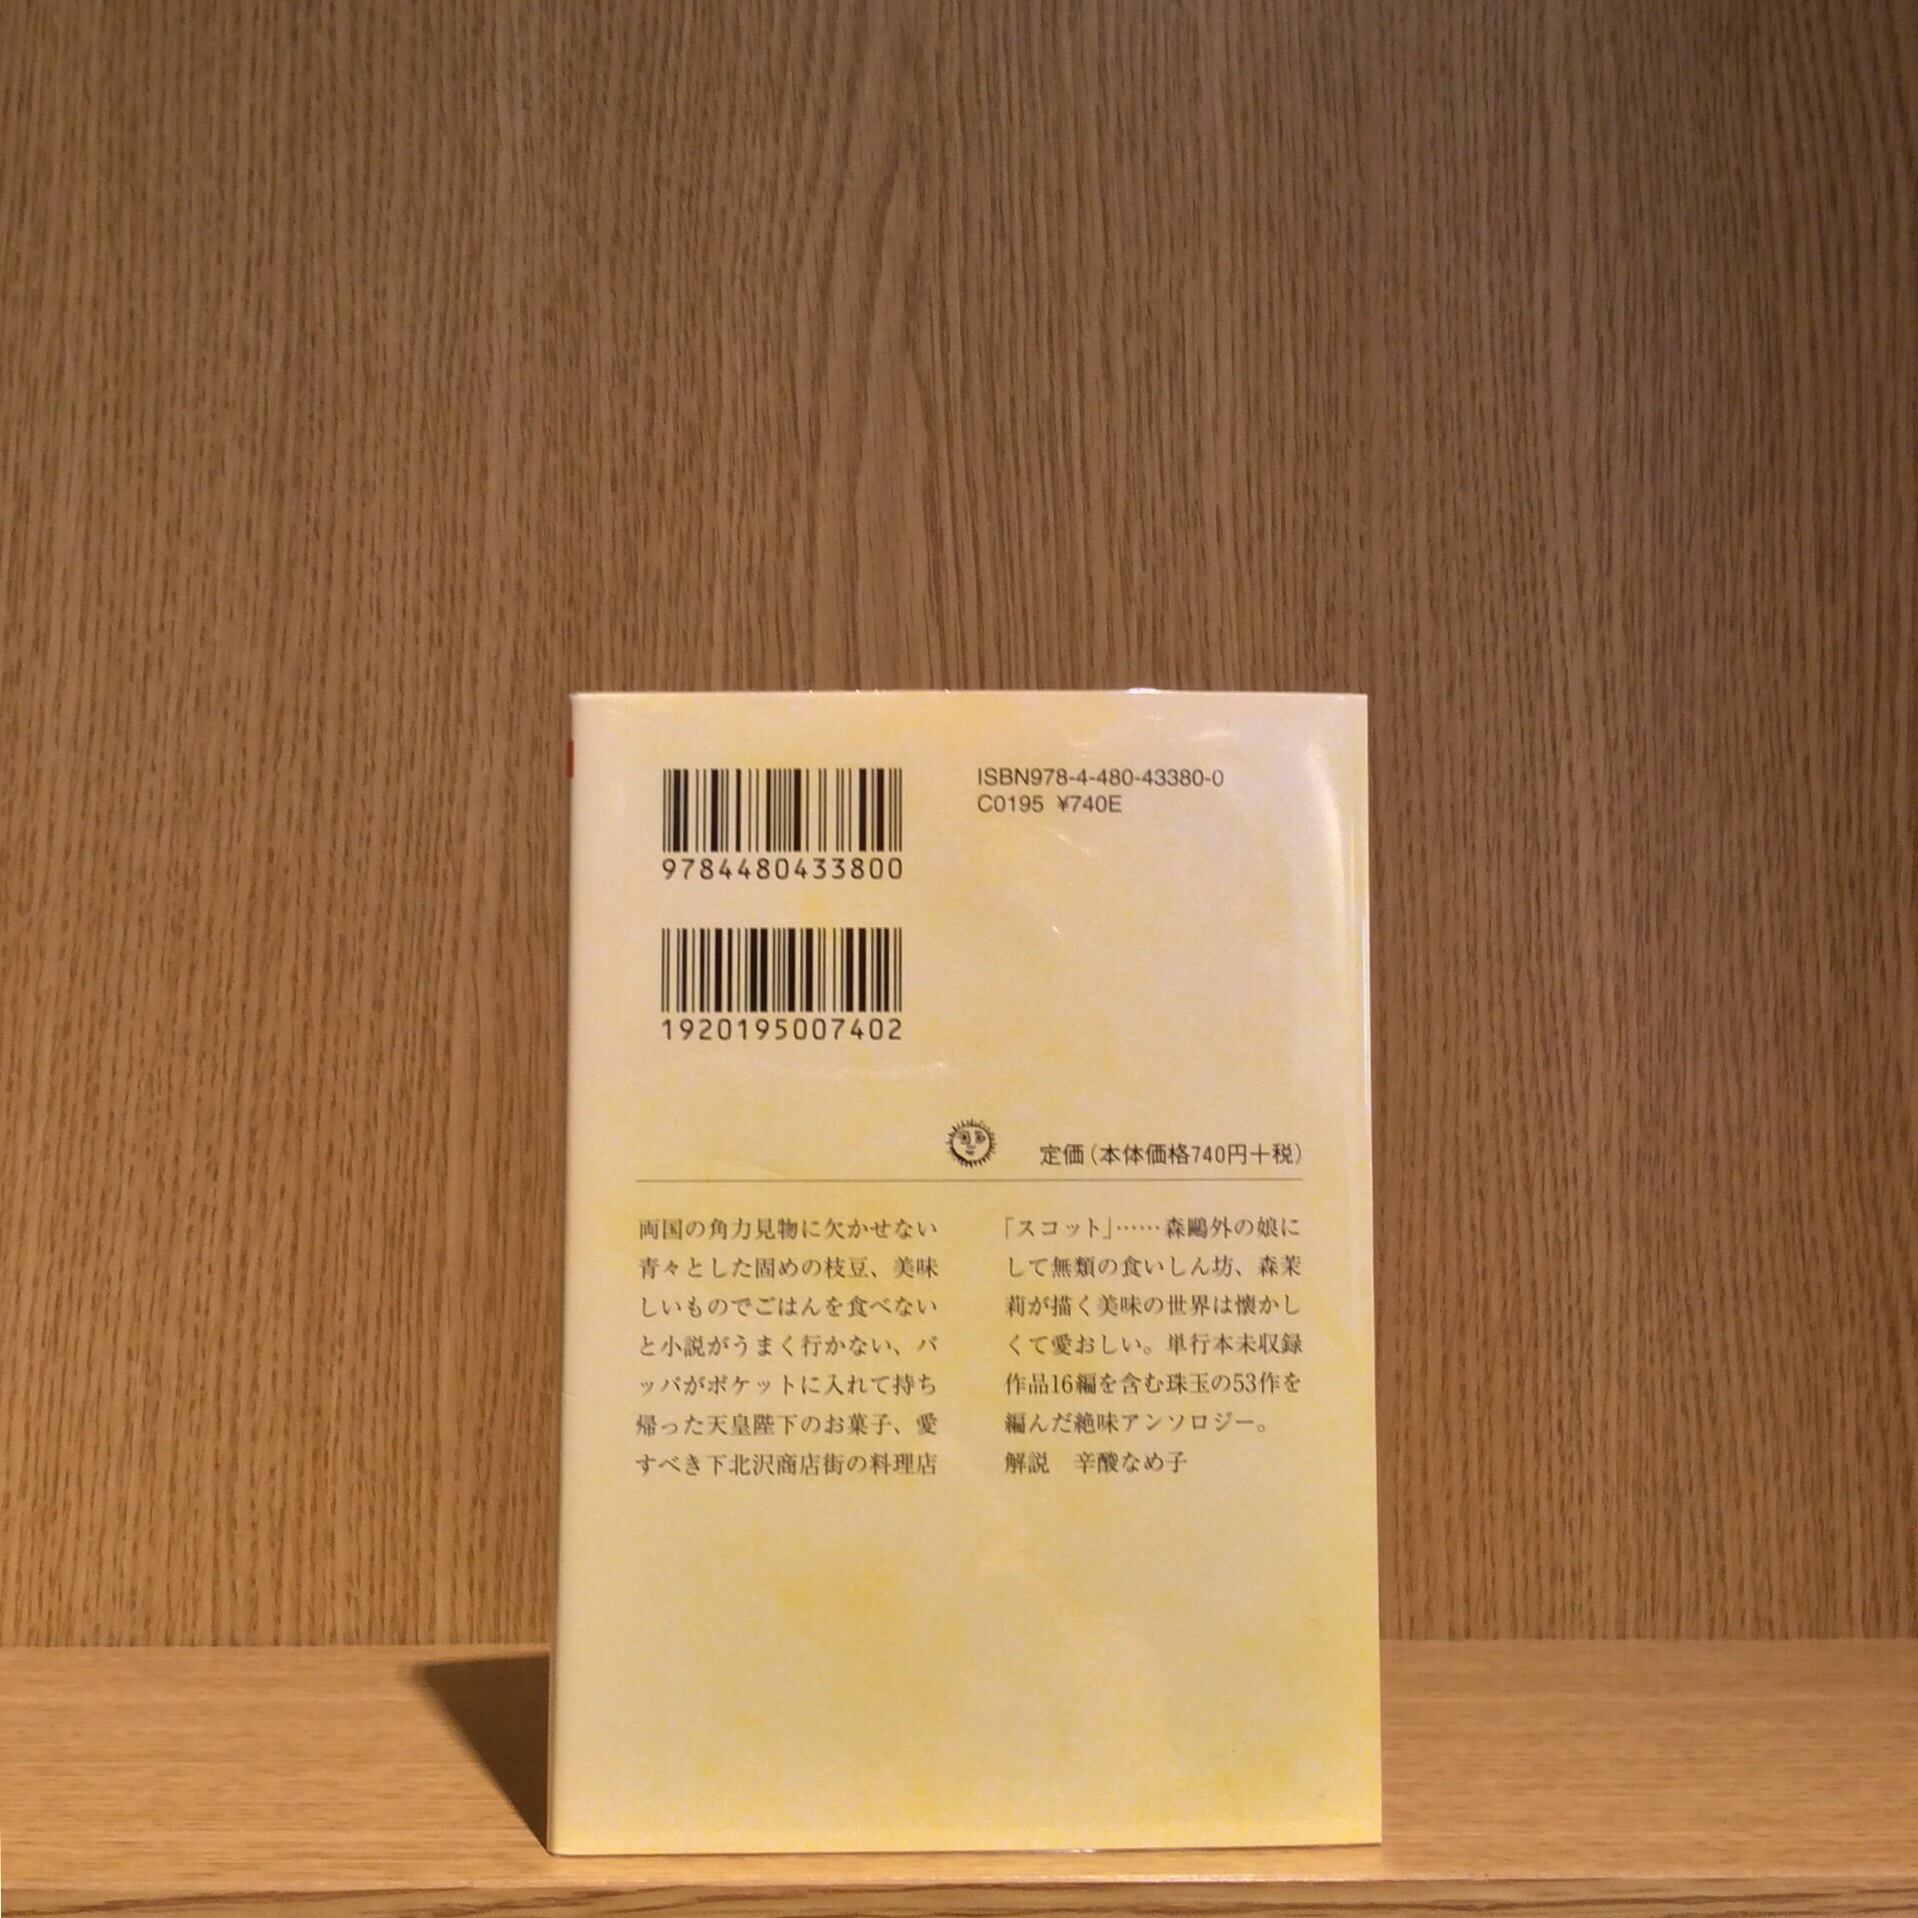 9784480433800
ISBN978-4-480-43380-0
C0195 ¥740E
1920195007402
定価(本体価格740円+税)
両国の角力見物に欠かせない
青々とした固めの枝豆、美味
しいものでごはんを食べない
と小説がうまく行かない、パ
ッパがポケットに入れて持ち
帰った天皇陛下のお菓子、愛
すべき下北沢商店街の料理店
「スコット」……森鷗外の娘に
して無類の食いしん坊、森茉
莉が描く美味の世界は懐かし
くて愛おしい。単行本未収録
作品16編を含む珠玉の53作を
編んだ絶味アンソロジー。
解説　辛酸なめ子